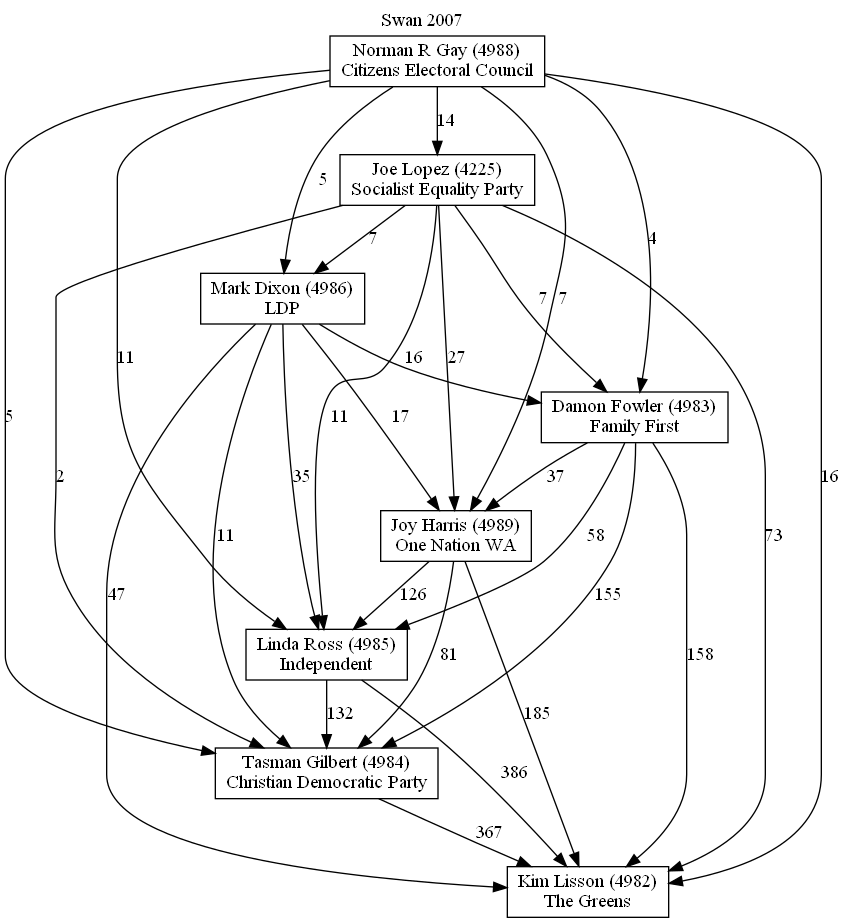 Swan 2007
Norman R Gay (4988)
Citizens Electoral Council
14
Joe Lopez (4225)
Socialist Equality Party
5
7
4
Mark Dixon (4986)
LDP
7
7
11
16
11
17
27
Damon Fowler (4983)
Family First
5
2
11
35
37
16
Joy Harris (4989)
One Nation WA
73
58
47
126
155
Linda Ross (4985)
Independent
81
158
132
185
Tasman Gilbert (4984)
Christian Democratic Party
386
367
Kim Lisson (4982)
The Greens